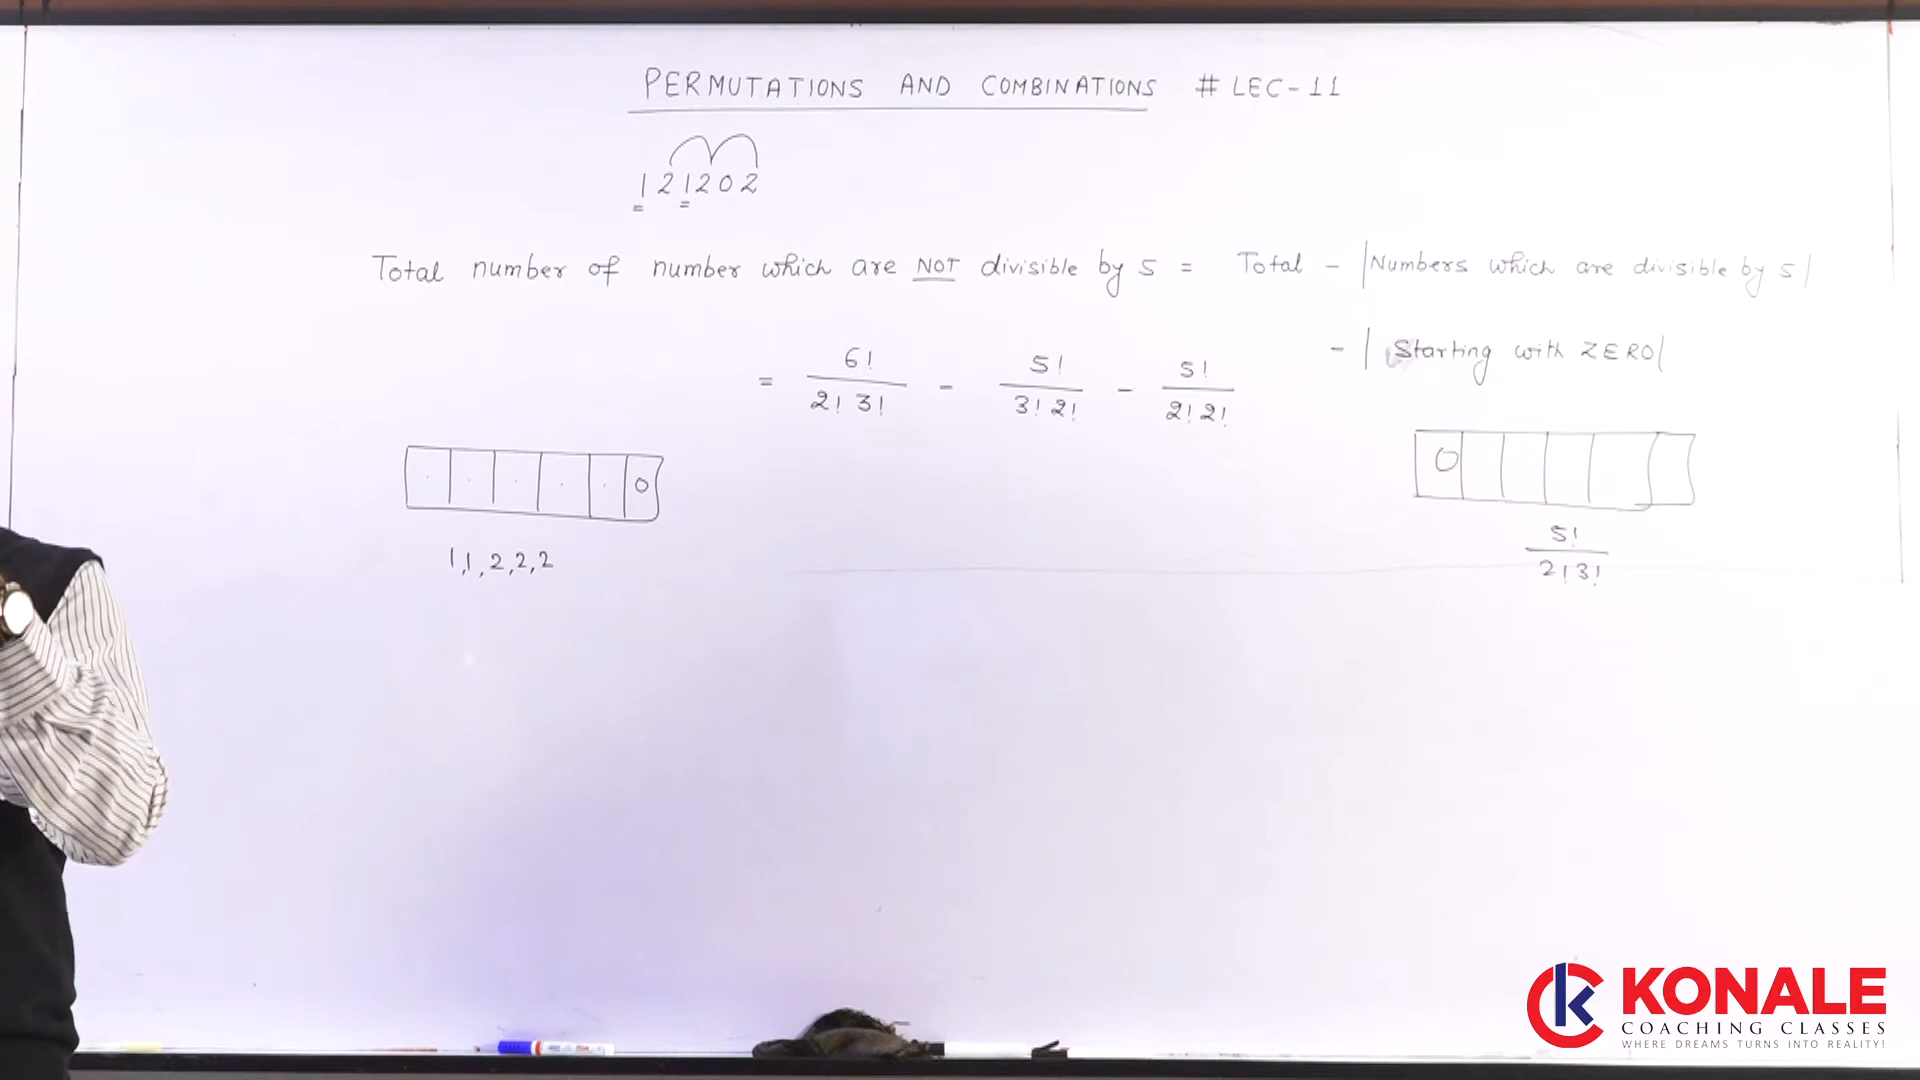 PERMUTATIONS AND COMBINATIONS # LEC-11
121202
Total number of number which are NOT divisible by 5 = Total - |Numbers which are divisible by 5|
- | Starting with ZERO|
= 6!/2! 3! - 5!/3! 2! - 5!/2! 2!
0
0
1,1,2,2,2
5!/2! 3!
KONALE
COACHING CLASSES
WHERE DREAMS TURNS INTO REALITY!